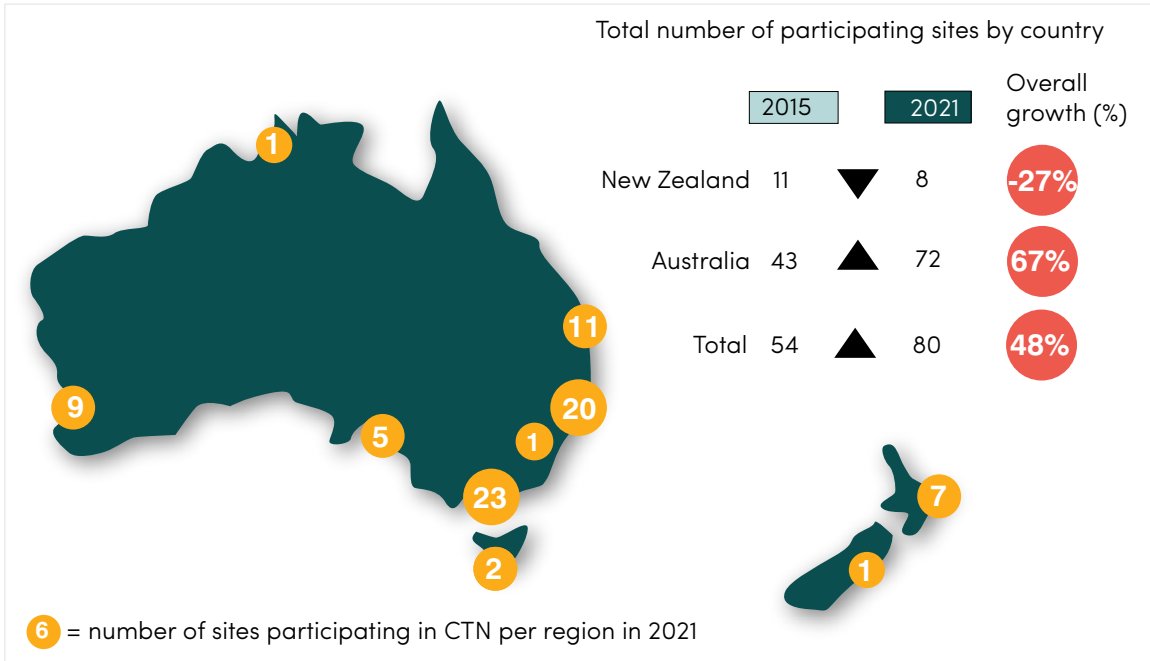 Total number of participating sites by country
2015 2021 Overall growth (%)
New Zealand 11 8 -27%
Australia 43 72 67%
Total 54 80 48%
1
11
9
20
5
1
23
2
7
1
6 = number of sites participating in CTN per region in 2021